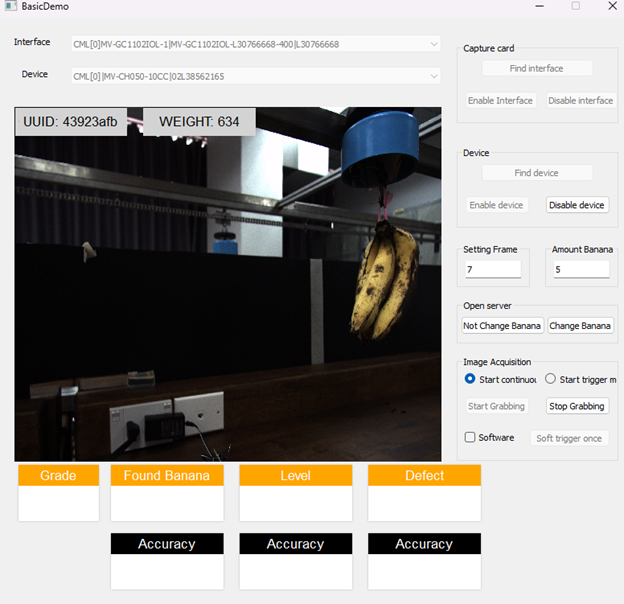 BasicDemo
Interface
CML[0]MV-GC1102IOL-1|MV-GC1102IOL-L30766668-400|L30766668
Device
CML[0]|MV-CH050-10CC|02L38562165
Capture card
Find interface
Enable Interface
Disable interface
UUID: 43923afb
WEIGHT: 634
Device
Find device
Enable device
Disable device
Setting Frame
Amount Banana
7
5
Open server
Not Change Banana
Change Banana
Image Acquisition
Start continuou
Start trigger m
Start Grabbing
Stop Grabbing
Software
Soft trigger once
Grade
Found Banana
Level
Defect
Accuracy
Accuracy
Accuracy